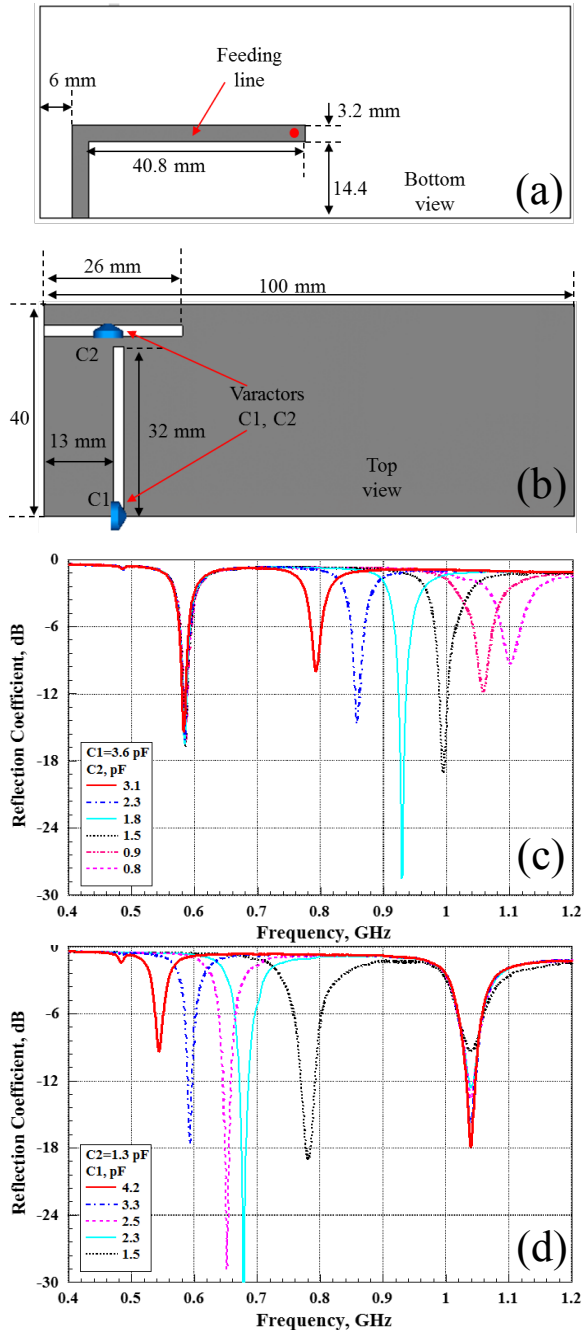 6 mm
Feeding
line
3.2 mm
40.8 mm
14.4
Bottom
view
(a)
26 mm
100 mm
C2
40
Varactors
C1, C2
13 mm
32 mm
C1
Top
view
(b)
0
-6
-12
-18
-24
-30
Reflection Coefficient, dB
C1=3.6 pF
C2, pF
3.1
2.3
1.8
1.5
0.9
0.8
(c)
0.4 0.5 0.6 0.7 0.8 0.9 1 1.1 1.2
Frequency, GHz
0
-6
-12
-18
-24
-30
Reflection Coefficient, dB
C2=1.3 pF
C1, pF
4.2
3.3
2.5
2.3
1.5
(d)
0.4 0.5 0.6 0.7 0.8 0.9 1 1.1 1.2
Frequency, GHz